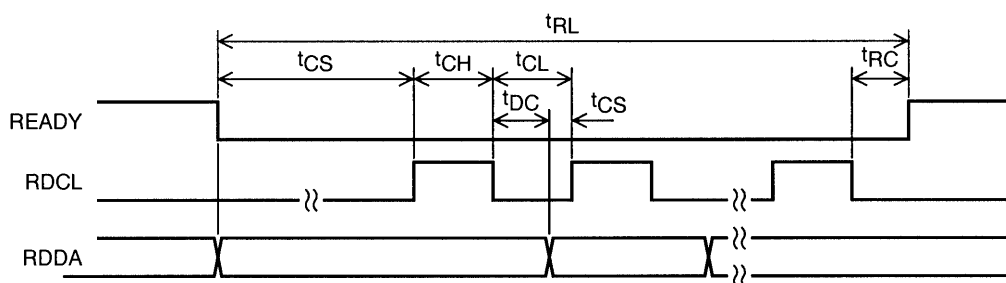 tRL
tCS tCH tCL tRC
tDC tCS
READY
RDCL
RDDA